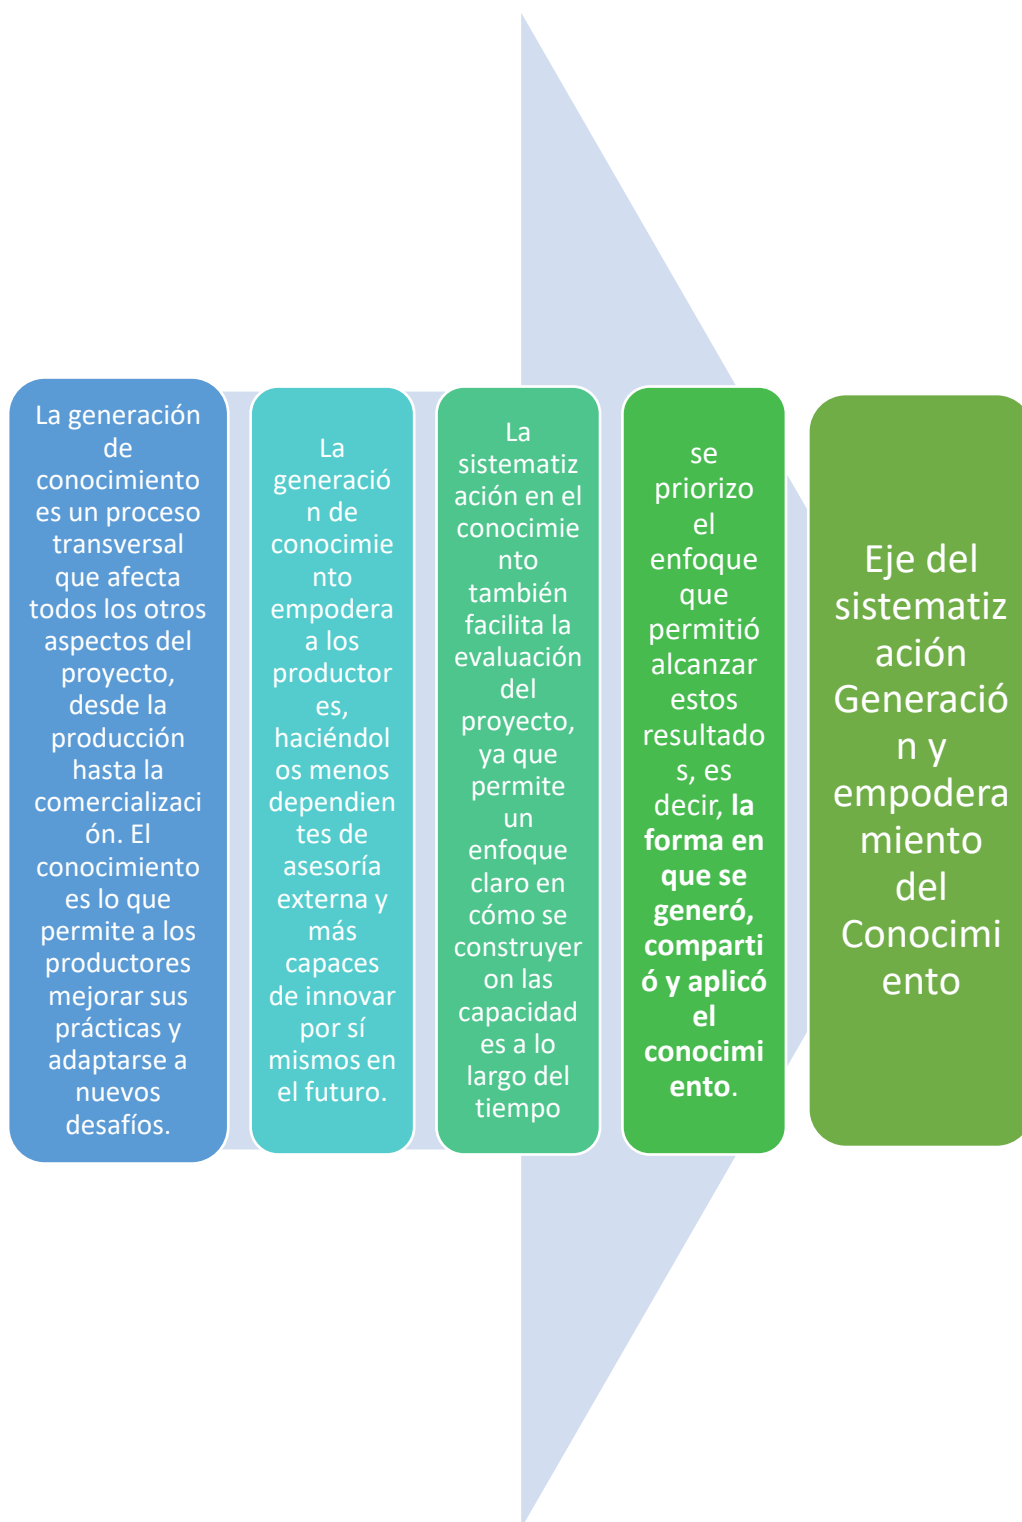 La generación
de
conocimiento
es un proceso
transversal
que afecta
todos los otros
aspectos del
proyecto,
desde la
producción
hasta la
comercializaci
ón. El
conocimiento
es lo que
permite a los
productores
mejorar sus
prácticas y
adaptarse a
nuevos
desafíos.
La
generació
n de
conocimie
nto
empodera
a los
productor
es,
haciéndol
os menos
dependien
tes de
asesoría
externa y
más
capaces
de innovar
por sí
mismos en
el futuro.
La
sistematiz
ación en el
conocimie
nto
también
facilita la
evaluación
del
proyecto,
ya que
permite
un
enfoque
claro en
cómo se
construyer
on las
capacidad
es a lo
largo del
tiempo
se
priorizo
el
enfoque
que
permitió
alcanzar
estos
resultado
s, es
decir, la
forma en
que se
generó,
comparti
ó y aplicó
el
conocimi
ento.
Eje del
sistematiz
ación
Generació
n y
empodera
miento
del
Conocimi
ento